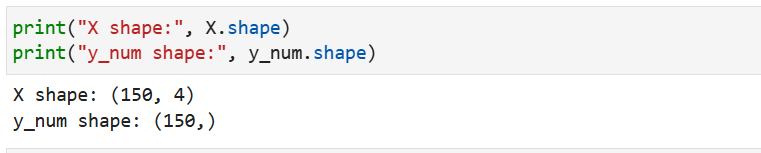 print("X shape:", X.shape)
print("y_num shape:", y_num.shape)
X shape: (150, 4)
y_num shape: (150,)